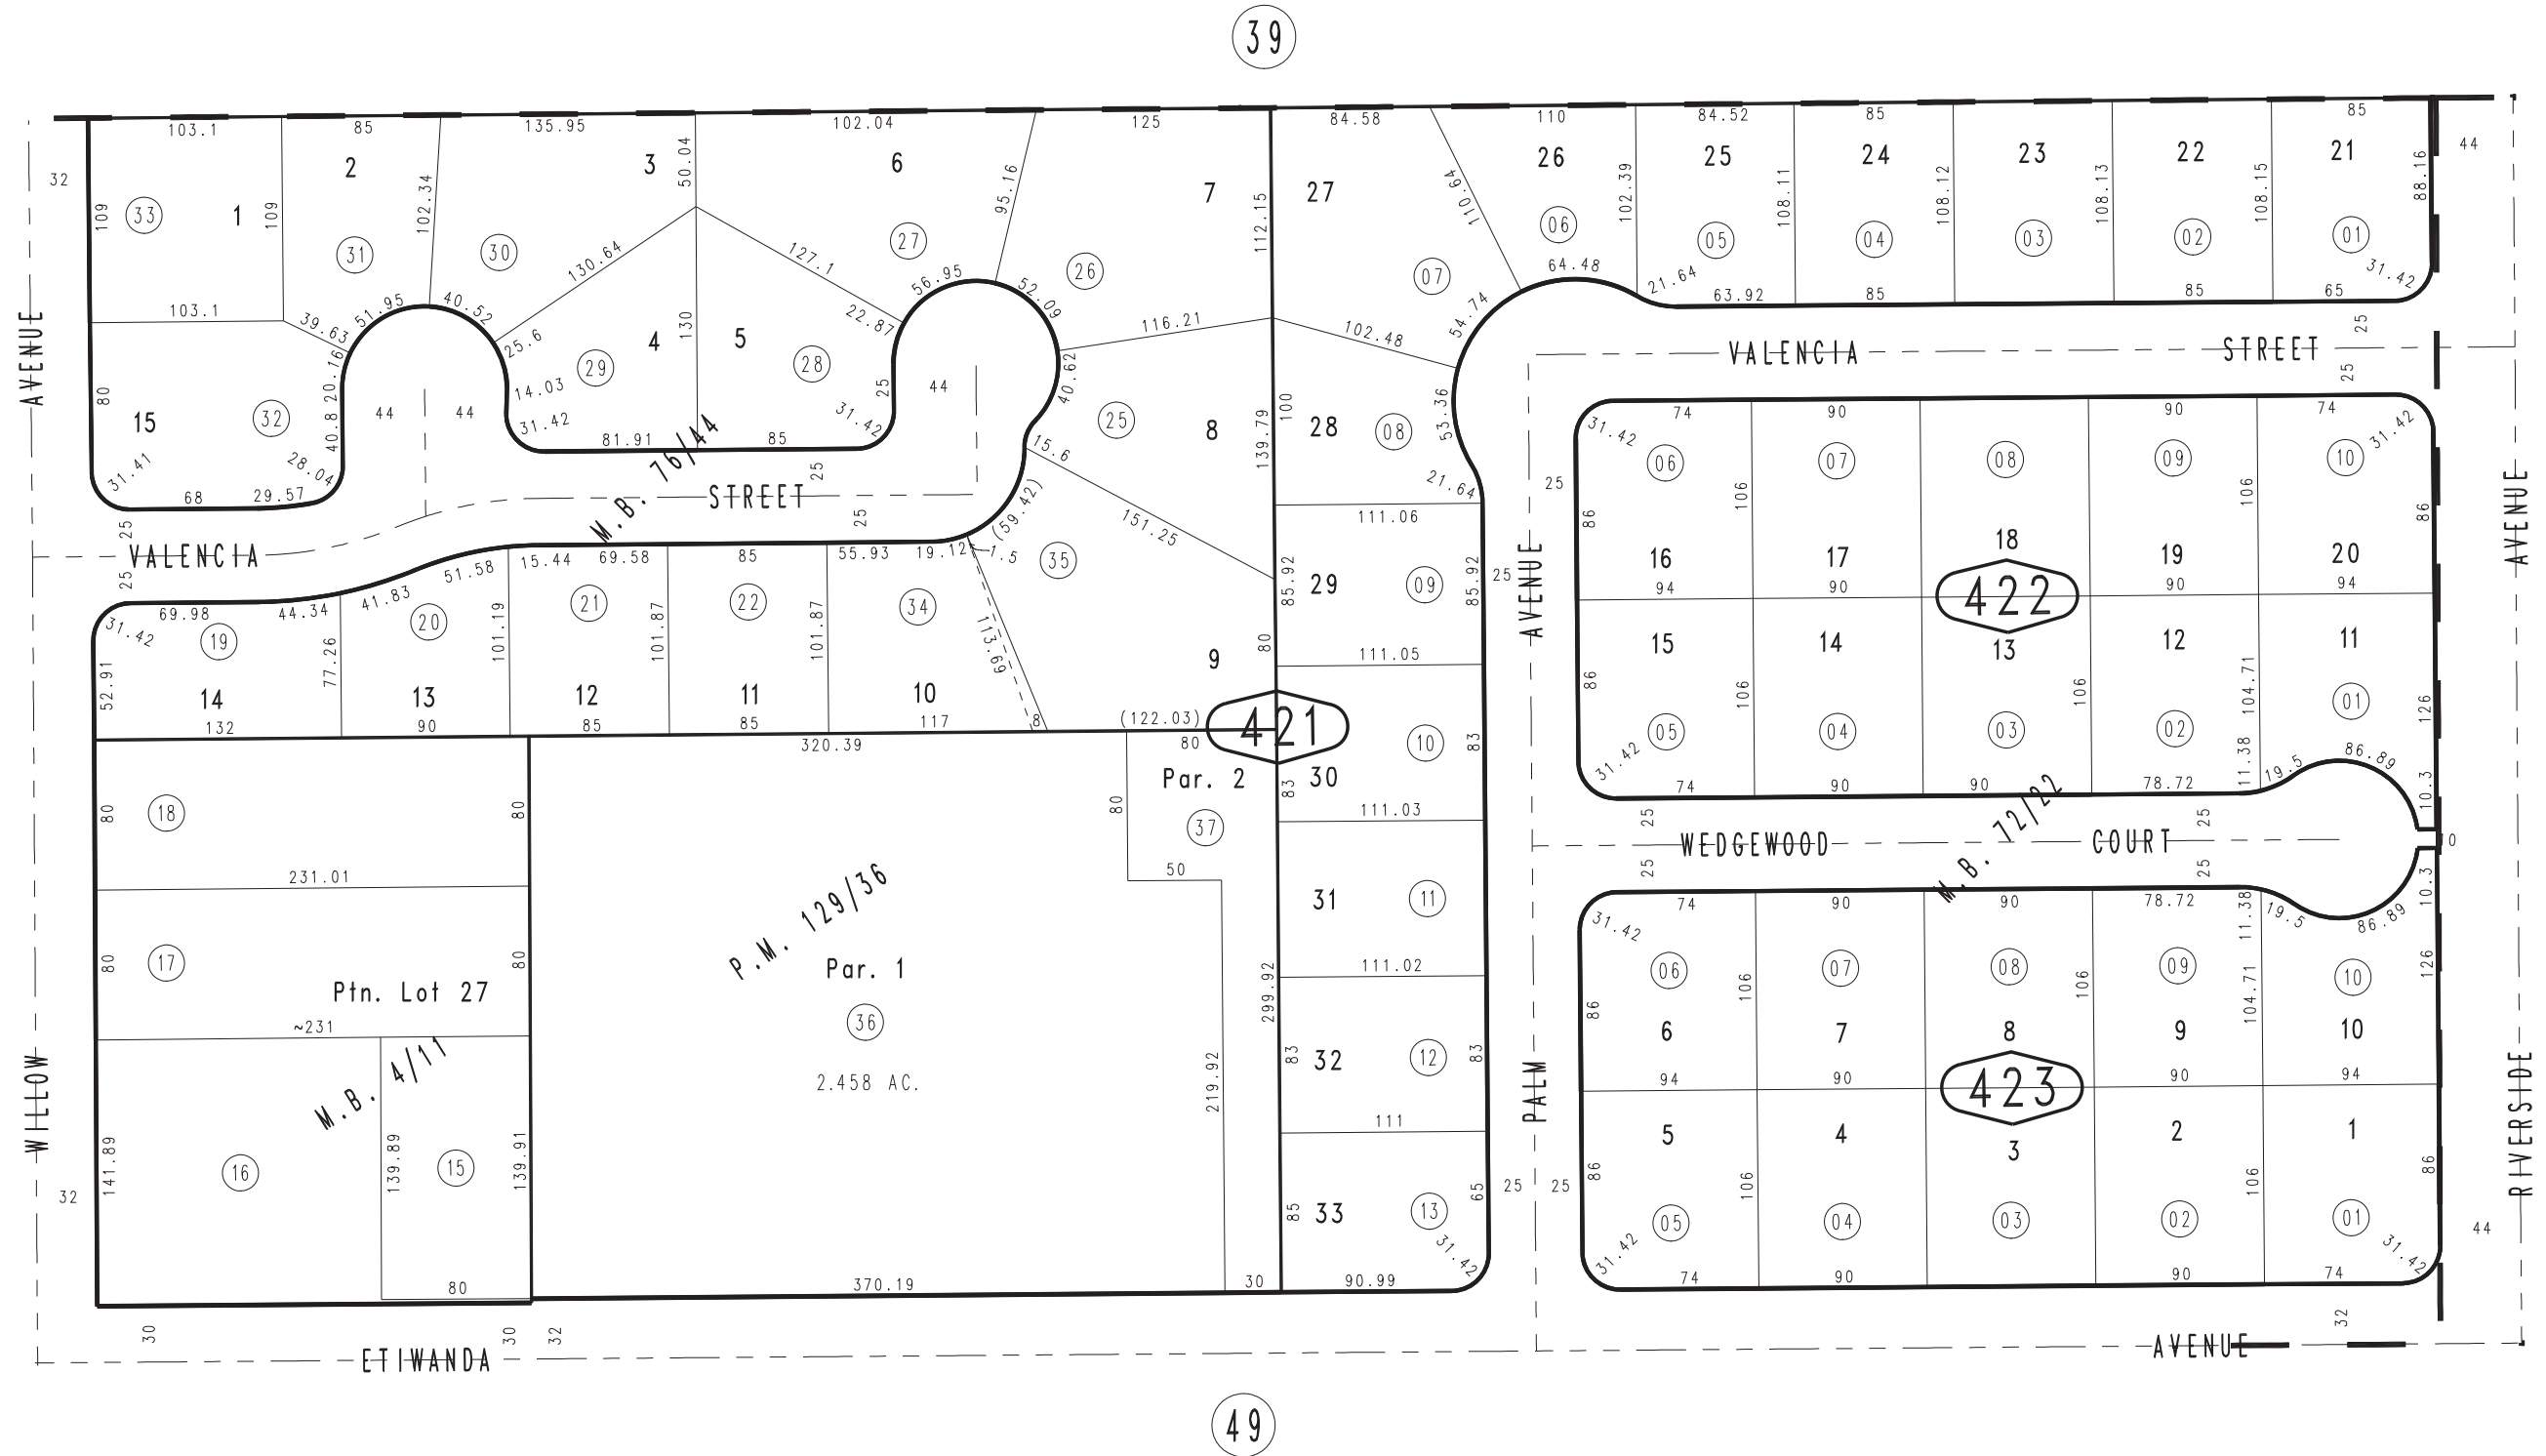 39
103.1 85 135.95 102.04 125 84.58 110 84.52 85 85
32 2 3 50.04 6 95.16 7 112.15 27 110.64 26 102.39 25 108.11 24 108.12 23 108.13 22 108.15 21 88.16 44
109 33 1 109 31 102.34 30 130.64 127.1 27 26 07 06 05 04 03 02 01 31.42
103.1 39.63 51.95 40.52 25.6 22.87 56.95 52.09 116.21 102.48 54.74 64.48 21.64 63.92 85 85 65 25
AVENUE 4 130 5 29 28
VALENCIA STREET
80 15 32 20.16 40.8 44 44 14.03 31.42 31.42 25 44 40.62 25 8 139.79 100 28 08 53.36 21.64 25
31.41 68 29.57 28.04 81.91 85 25 15.6
M.B. 76/44
VALENCIA STREET
25 25 25 (59.42) 151.25 111.06
74 90 90 74
31.42 06 07 08 09 10 31.42
25 86 106 106 86
16 17 18 19 20
94 90 422 90 94
15 14 13 12 11
86 106 106 104.71 126
31.42 05 04 03 02 01
74 90 90 78.72 11.38 19.5 86.89 10.3
69.98 44.34 41.83 51.58 15.44 69.58 85 55.93 19.12 1.5 35
31.42 19 20 21 22 34 113.69
52.91 14 77.26 13 101.19 12 101.87 11 101.87 10 9 80 85.92 29 09 85.92 25
132 90 85 85 117 8 (122.03) 421 111.05
320.39 80 10 83
80 18 80 80 Par. 2 83 30
37 111.03
231.01 50
80 17 80 31 11
P.M. 129/36
Ptn. Lot 27 Par. 1 111.02
~231 36 299.92
M.B. 4/11 2.458 AC. 219.92 83 32 12 83
111
141.89 16 139.89 15 139.91 85 33 13 65
80 370.19 30 90.99 31.42
AVENUE
25 M.B. 72/22 25
WEDGEWOOD COURT 10
25 25
74 90 90 78.72 11.38 19.5 86.89 10.3
31.42 06 07 08 09 10
86 106 106 104.71 126
6 7 8 9 10
94 90 423 90 94
5 4 3 2 1
86 106 106 86
31.42 05 04 03 02 01 31.42
74 90 90 74
WILLOW
32
PALM
25 25
AVENUE
RIVERSIDE
44
30 30 32 32
ETIWANDA AVENUE
49